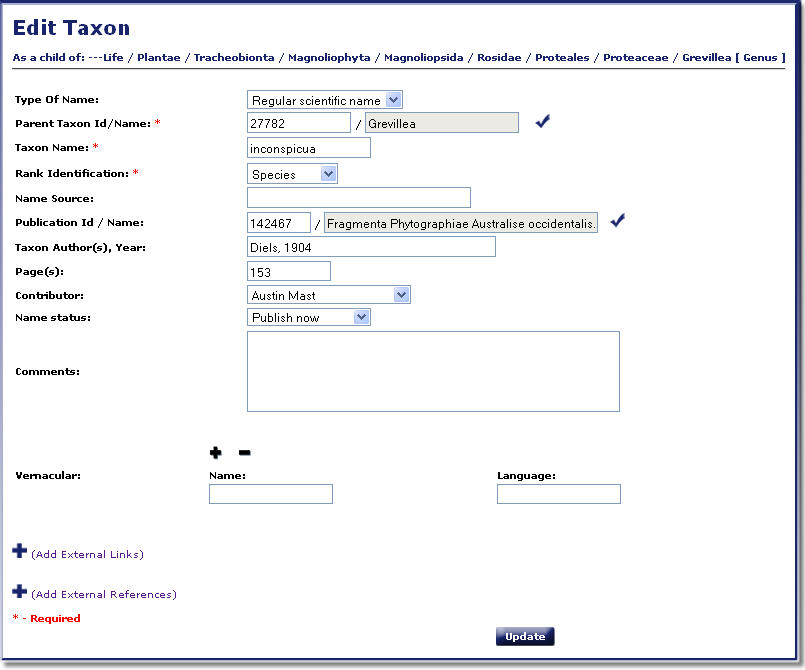 Edit Taxon
As a child of: ---Life / Plantae / Tracheobionta / Magnoliophyta / Magnoliopsida / Rosidae / Proteales / Proteaceae / Grevillea [ Genus ]
Type Of Name: Regular scientific name
Parent Taxon Id/Name: * 27782 / Grevillea
Taxon Name: * inconspicua
Rank Identification: * Species
Name Source:
Publication Id / Name: 142467 / Fragmenta Phytographiae Australise occidentalis.
Taxon Author(s), Year: Diels, 1904
Page(s): 153
Contributor: Austin Mast
Name status: Publish now
Comments:
Vernacular: Name: Language:
(Add External Links)
(Add External References)
* - Required
Update